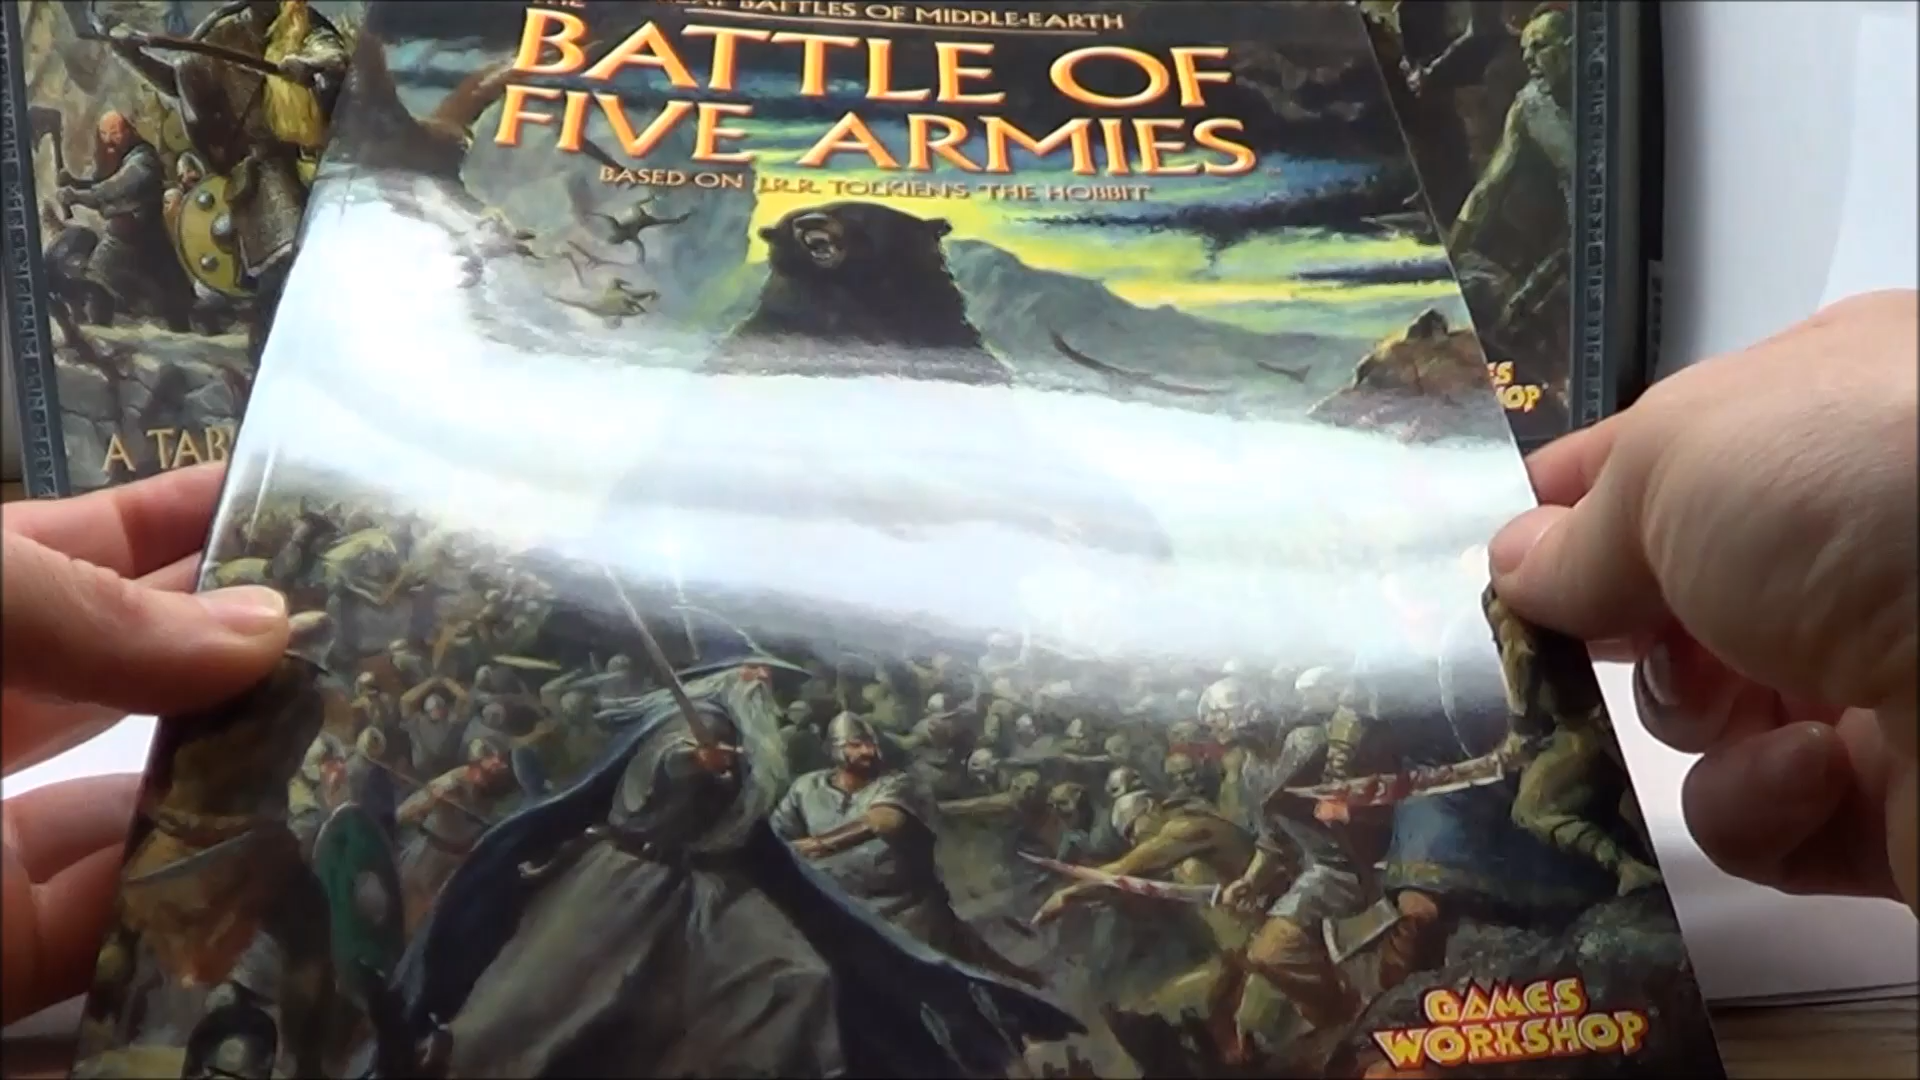 BATTLES OF MIDDLE-EARTH
BATTLE OF
FIVE ARMIES
BASED ON J.R.R. TOLKIEN'S 'THE HOBBIT'
A TAB
GAMES
WORKSHOP